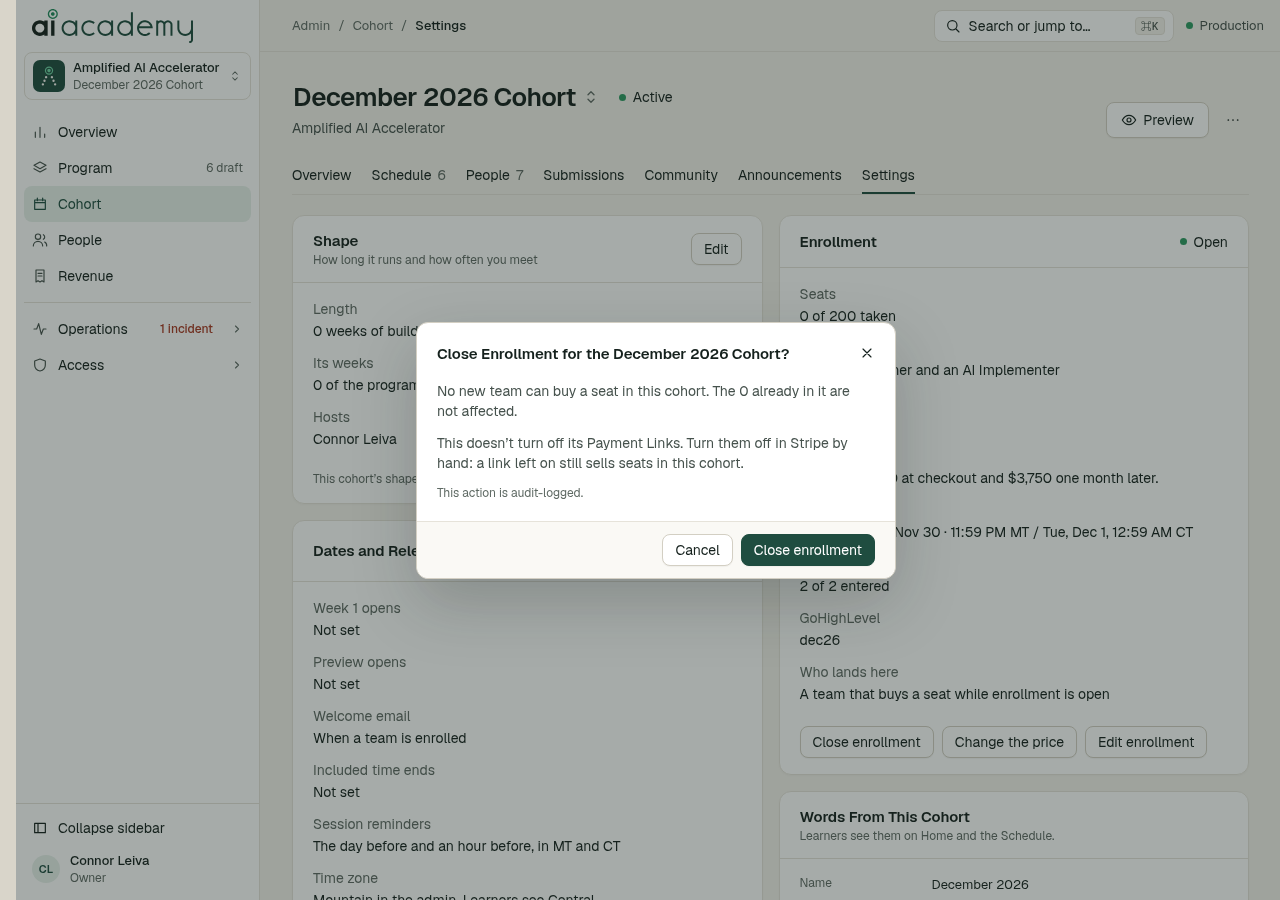 ai academy
Amplified AI Accelerator
December 2026 Cohort
Overview
Program 6 draft
Cohort
People
Revenue
Operations 1 incident
Access
Collapse sidebar
CL
Connor Leiva
Owner
Admin / Cohort / Settings
Search or jump to… ⌘K
Production
December 2026 Cohort
Active
Amplified AI Accelerator
Preview
Overview Schedule 6 People 7 Submissions Community Announcements Settings
Shape
How long it runs and how often you meet
Edit
Length
0 weeks of build
Its weeks
0 of the program
Hosts
Connor Leiva
This cohort's shape
Dates and Rele
Week 1 opens
Not set
Preview opens
Not set
Welcome email
When a team is enrolled
Included time ends
Not set
Session reminders
The day before and an hour before, in MT and CT
Time zone
Mountain in the admin. Learners see Central.
Enrollment
Open
Seats
0 of 200 taken
and an AI Implementer
at checkout and $3,750 one month later.
Nov 30 · 11:59 PM MT / Tue, Dec 1, 12:59 AM CT
2 of 2 entered
GoHighLevel
dec26
Who lands here
A team that buys a seat while enrollment is open
Close enrollment
Change the price
Edit enrollment
Words From This Cohort
Learners see them on Home and the Schedule.
Name December 2026
Close Enrollment for the December 2026 Cohort?
No new team can buy a seat in this cohort. The 0 already in it are
not affected.
This doesn't turn off its Payment Links. Turn them off in Stripe by
hand: a link left on still sells seats in this cohort.
This action is audit-logged.
Cancel
Close enrollment